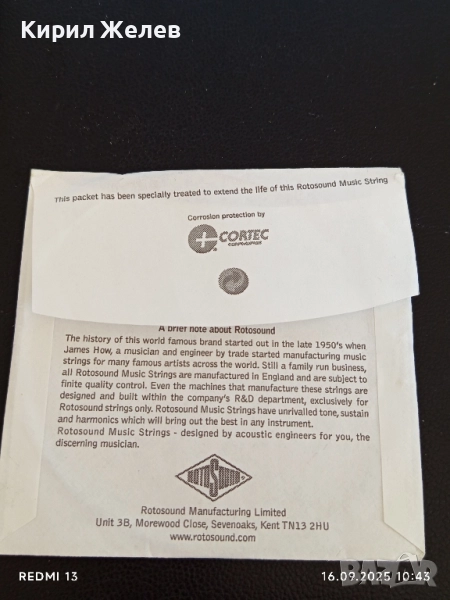 Кирил Желев
This packet has been specially treated to extend the life of this Rotosound Music String
Corrosion protection by
CORTEC
CORPORATION
A brief note about Rotosound
The history of this world famous brand started out in the late 1950's when
James How, a musician and engineer by trade started manufacturing music
strings for many famous artists across the world. Still a family run business,
all Rotosound Music Strings are manufactured in England and are subject to
finite quality control. Even the machines that manufacture these strings are
designed and built within the company's R&D department, exclusively for
Rotosound strings only. Rotosound Music Strings have unrivalled tone, sustain
and harmonics which will bring out the best in any instrument.
Rotosound Music Strings - designed by acoustic engineers for you, the
discerning musician.
ROTOSOUND
Rotosound Manufacturing Limited
Unit 3B, Morewood Close, Sevenoaks, Kent TN13 2HU
www.rotosound.com
REDMI 13
16.09.2025 10:43
BAZAR